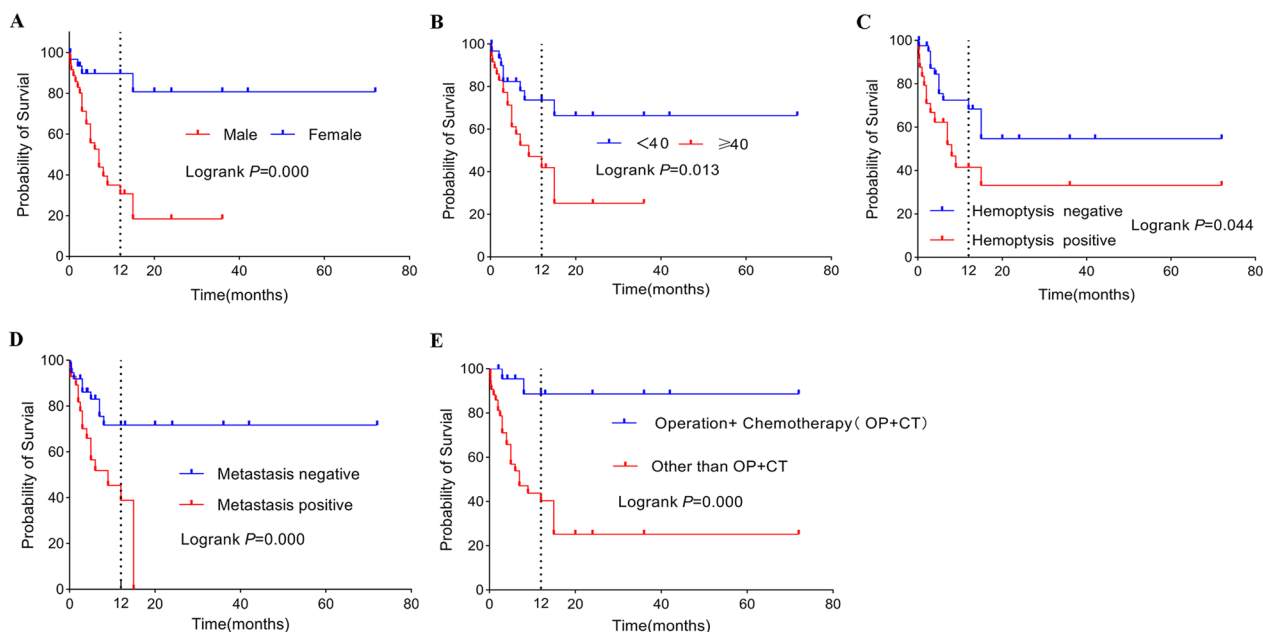 A
Probability of Survial
100
80
60
40
20
0
Male Female
Logrank P=0.000
0 12 20 40 60 80
Time(months)
B
Probability of Survial
100
80
60
40
20
0
<40 ⩾40
Logrank P=0.013
0 12 20 40 60 80
Time(months)
C
Probability of Survial
100
80
60
40
20
0
Hemoptysis negative
Hemoptysis positive
Logrank P=0.044
0 12 20 40 60 80
Time(months)
D
Probability of Survial
100
80
60
40
20
0
Metastasis negative
Metastasis positive
Logrank P=0.000
0 12 20 40 60 80
Time(months)
E
Probability of Survial
100
80
60
40
20
0
Operation+ Chemotherapy( OP+CT)
Other than OP+CT
Logrank P=0.000
0 12 20 40 60 80
Time(months)